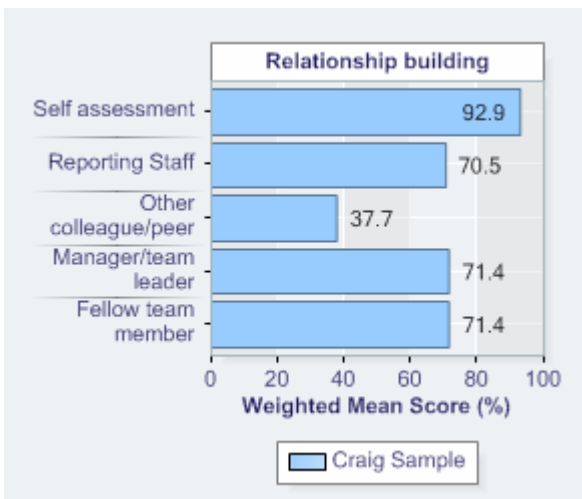 Relationship building
Self assessment
92.9
Reporting Staff
70.5
Other
colleague/peer
37.7
Manager/team
leader
71.4
Fellow team
member
71.4
0 20 40 60 80 100
Weighted Mean Score (%)
Craig Sample